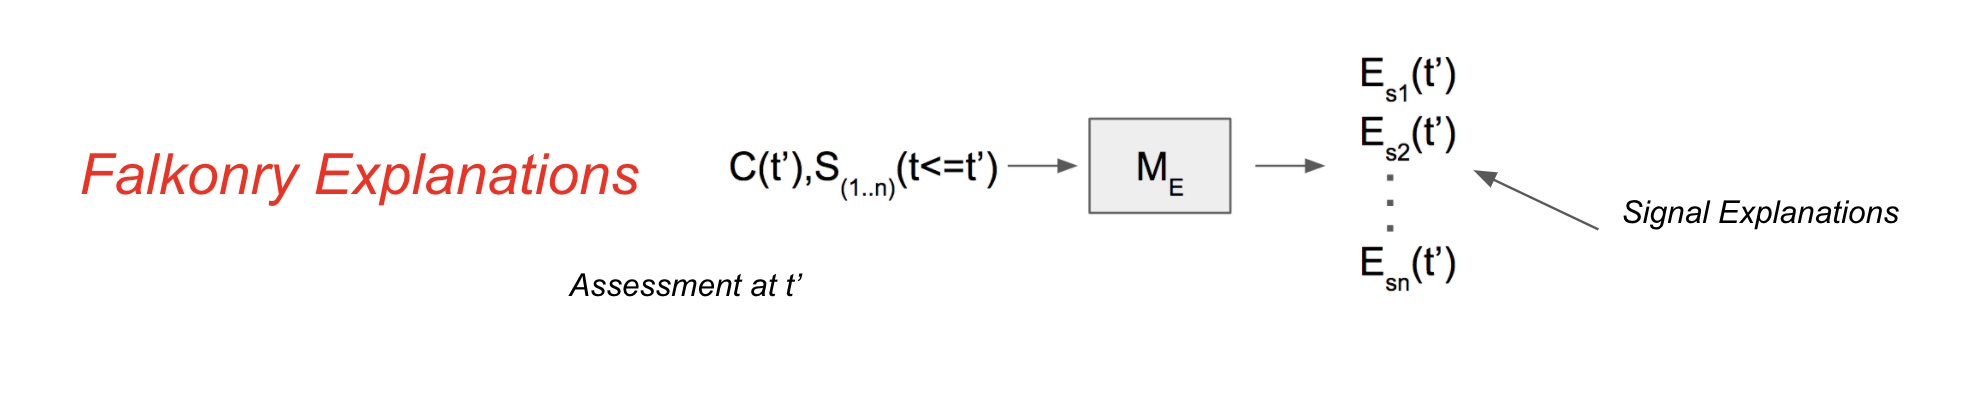 Falkonry Explanations
C(t’),S(1..n)(t<=t’)
ME
Es1(t’)
Es2(t’)
Esn(t’)
Signal Explanations
Assessment at t’